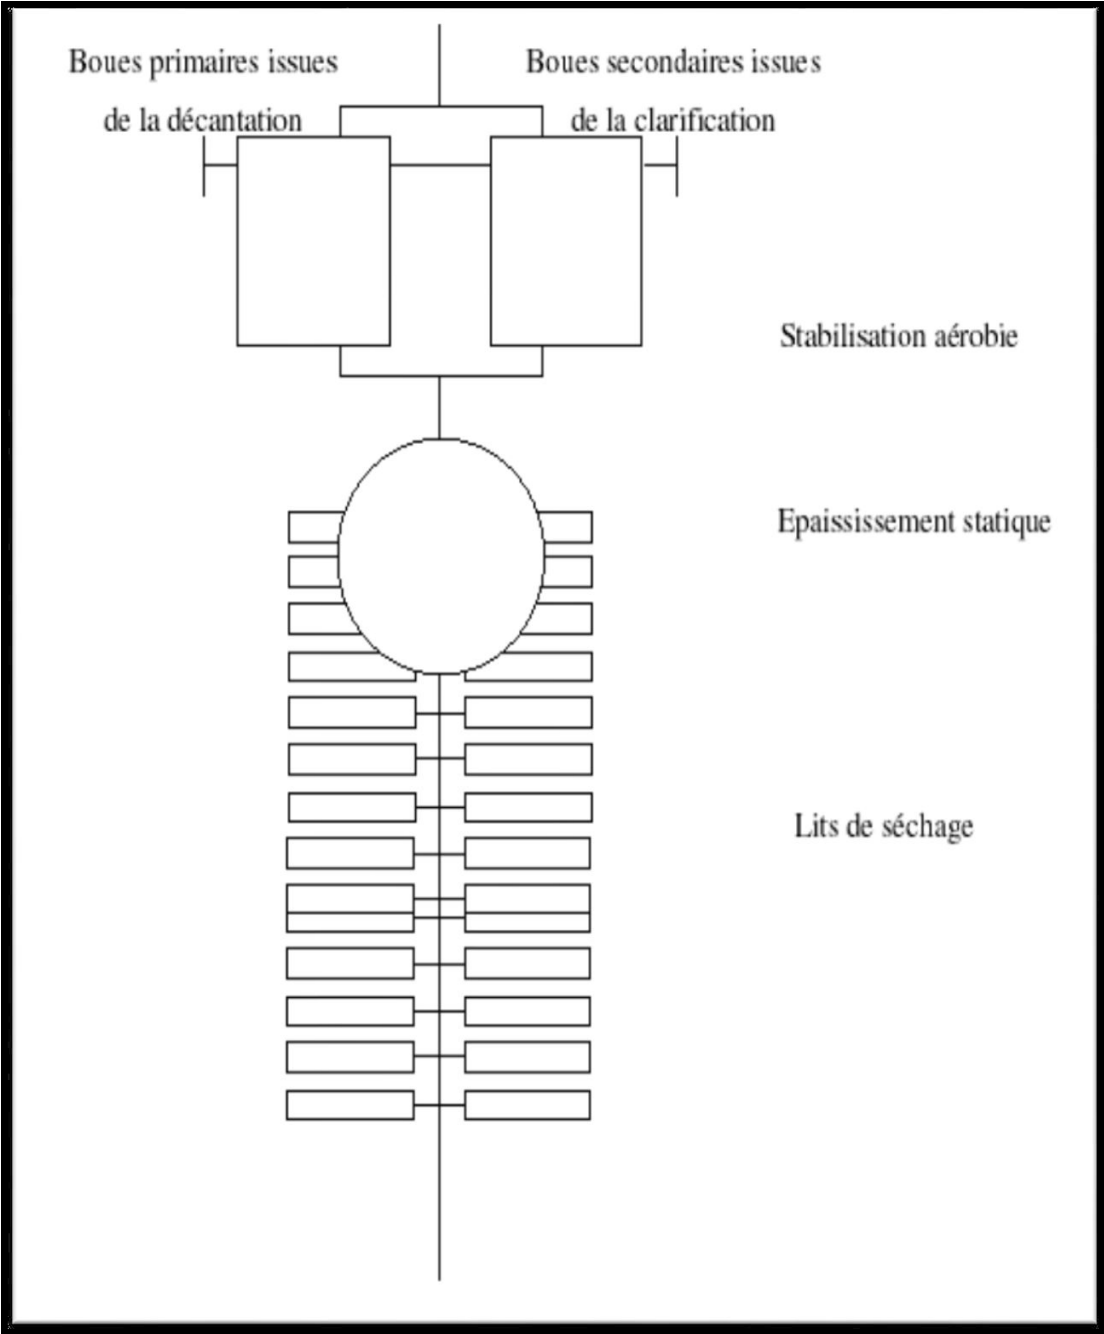 Boues primaires issues
de la décantation
Boues secondaires issues
de la clarification
Stabilisation aérobie
Epaississement statique
Lits de séchage